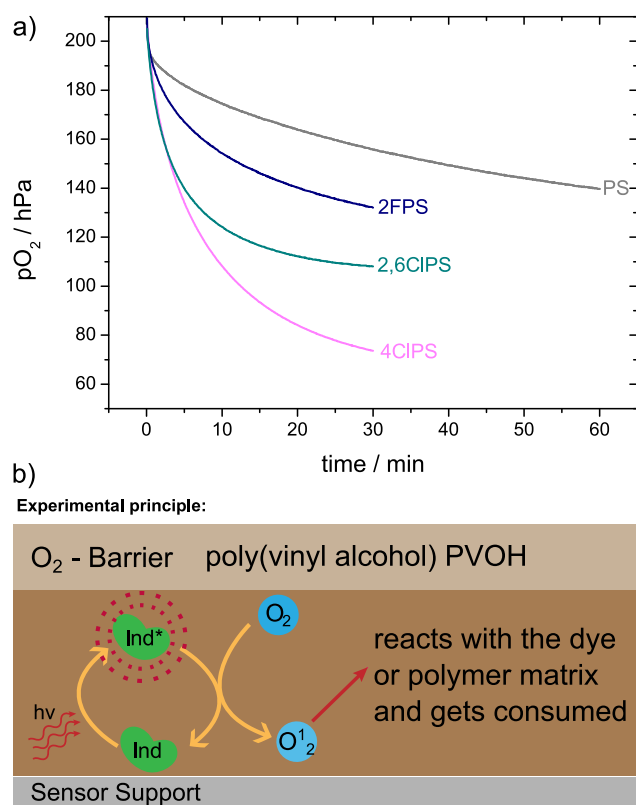 a)
200
180
160
140
120
100
80
60
pO₂ / hPa
PS
2FPS
2,6ClPS
4ClPS
0
10
20
30
40
50
60
time / min
b)
Experimental principle:
O₂ - Barrier poly(vinyl alcohol) PVOH
Ind*
O₂
reacts with the dye
or polymer matrix
and gets consumed
hv
Ind
O¹₂
Sensor Support